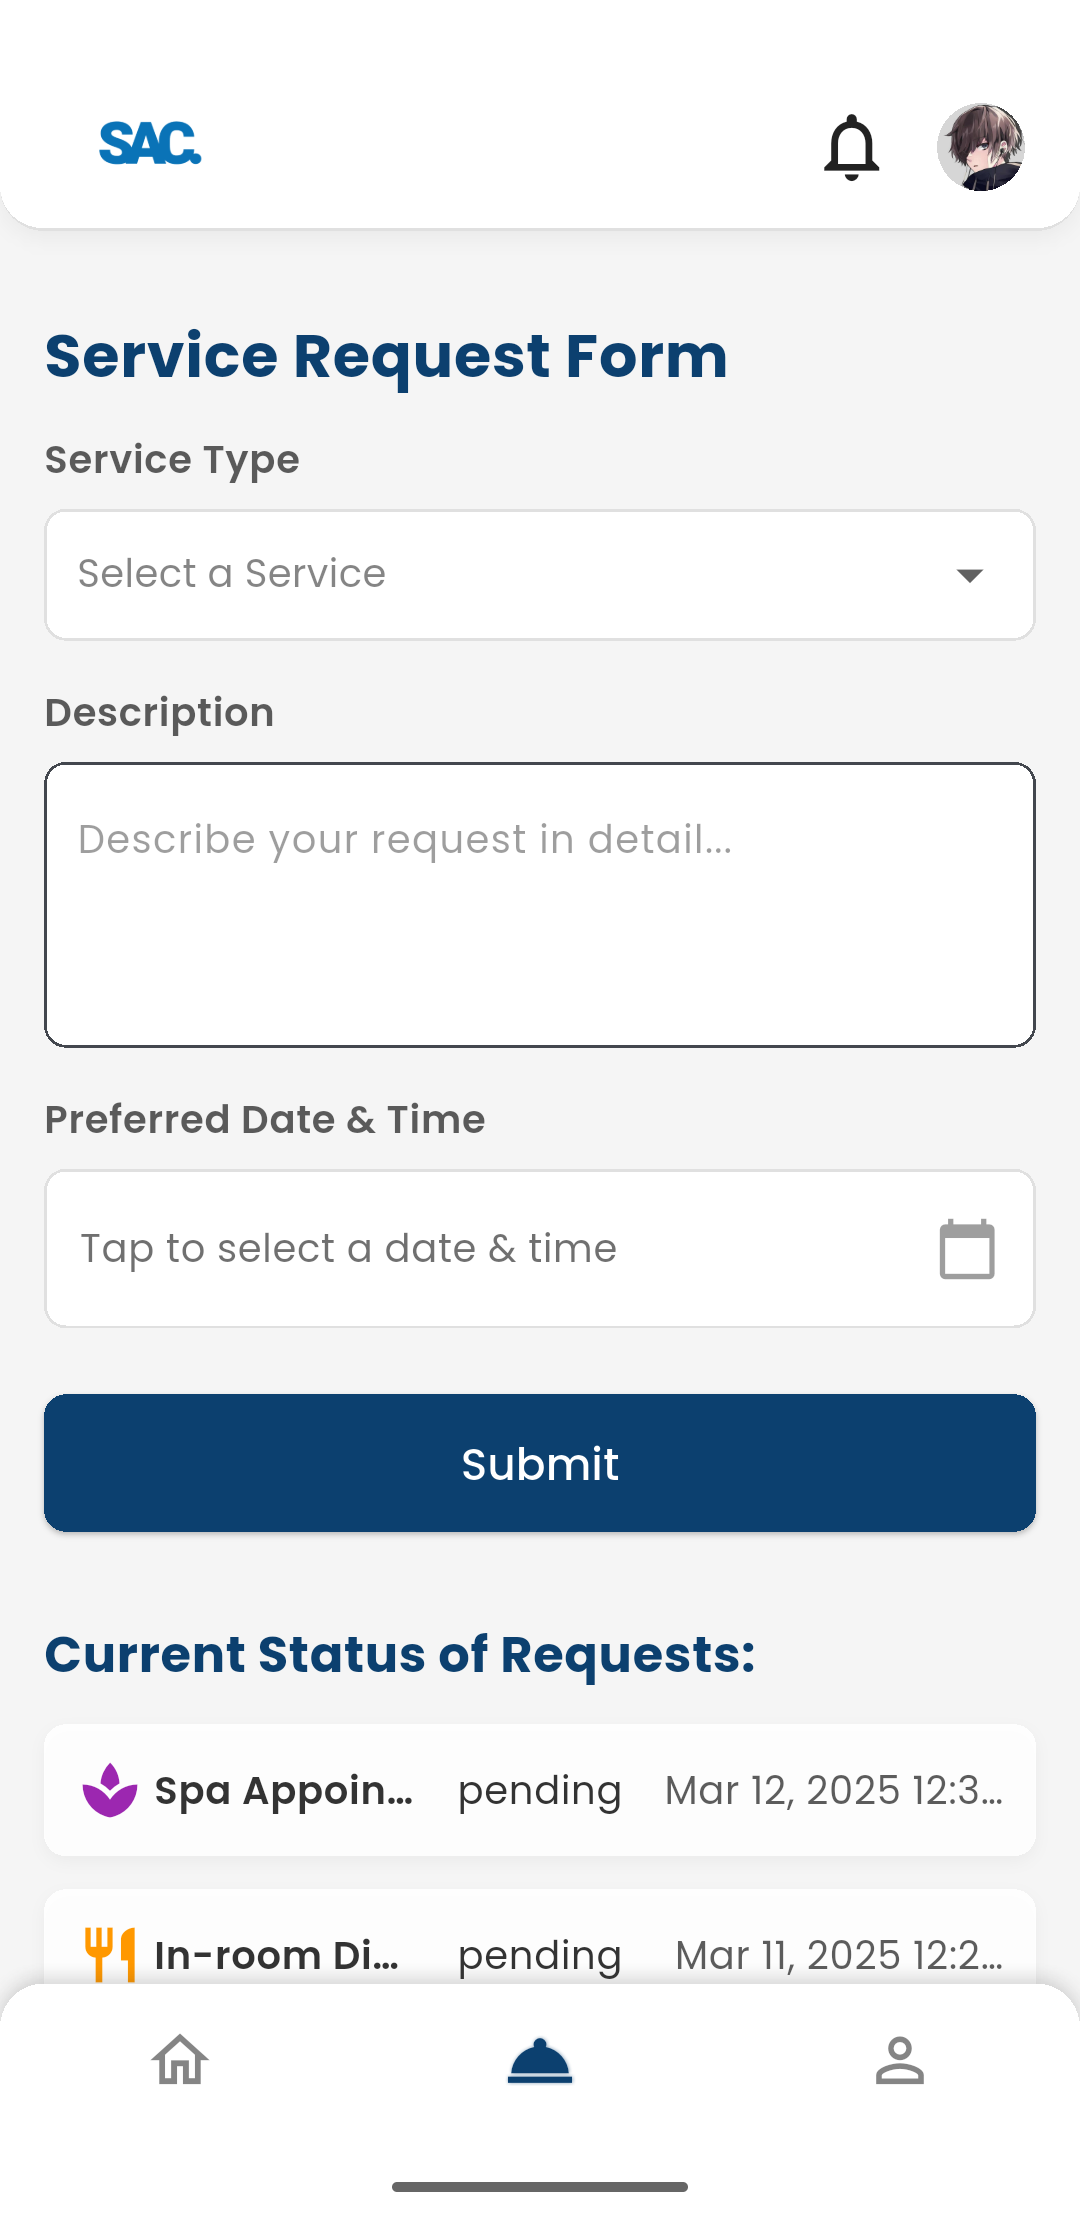 SAC.
Service Request Form
Service Type
Select a Service
Description
Describe your request in detail...
Preferred Date & Time
Tap to select a date & time
Submit
Current Status of Requests:
Spa Appoin... pending Mar 12, 2025 12:3...
In-room Di... pending Mar 11, 2025 12:2...